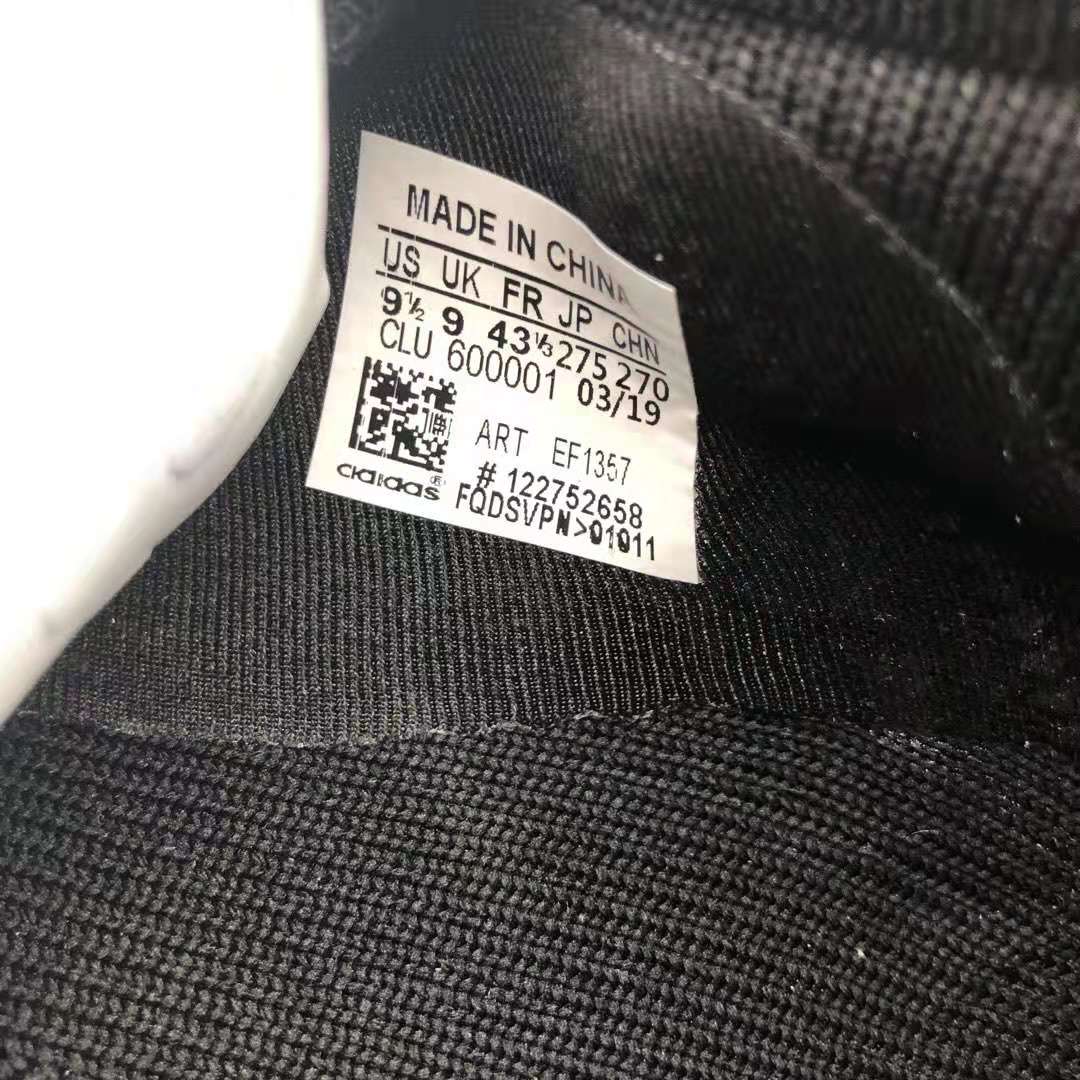 MADE IN CHINA
US UK FR JP CHN
9½ 9 43⅓ 275 270
CLU 600001 03/19
ART EF1357
# 122752658
adidas®
FQDSVPN>01011